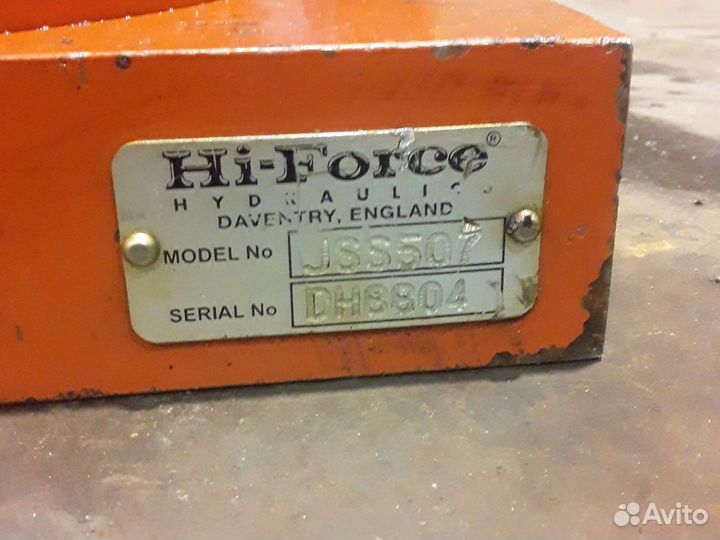 Hi-Force®
HYDRAULICS
DAVENTRY, ENGLAND
MODEL No JSS507
SERIAL No DH8804
Avito